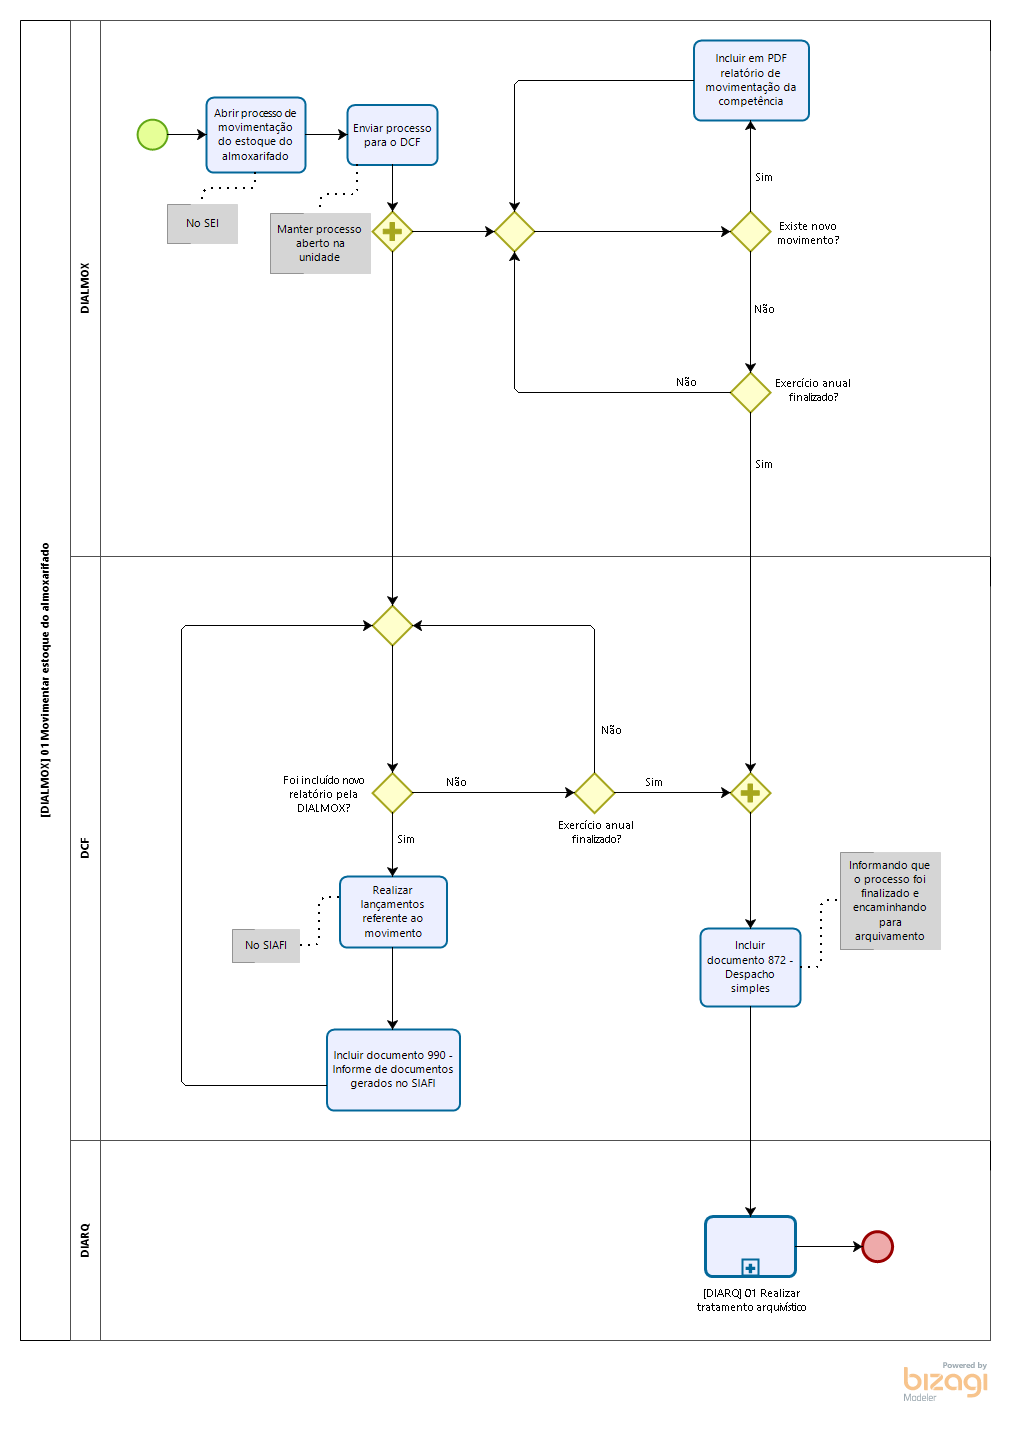 [DIALMOX] 01 Movimentar estoque do almoxarifado
DIALMOX
Abrir processo de
movimentação
do estoque do
almoxarifado
No SEI
Enviar processo
para o DCF
Manter processo
aberto na
unidade
Incluir em PDF
relatório de
movimentação da
competência
Sim
Existe novo
movimento?
Não
Exercício anual
finalizado?
Não
Sim
DCF
Foi incluído novo
relatório pela
DIALMOX?
Não
Sim
Exercício anual
finalizado?
Não
Sim
Realizar
lançamentos
referente ao
movimento
No SIAFI
Incluir documento 990 -
Informe de documentos
gerados no SIAFI
Incluir
documento 872 -
Despacho
simples
Informando que
o processo foi
finalizado e
encaminhando
para
arquivamento
DIARQ
[DIARQ] 01 Realizar
tratamento arquivístico
Powered by
bizagi
Modeler